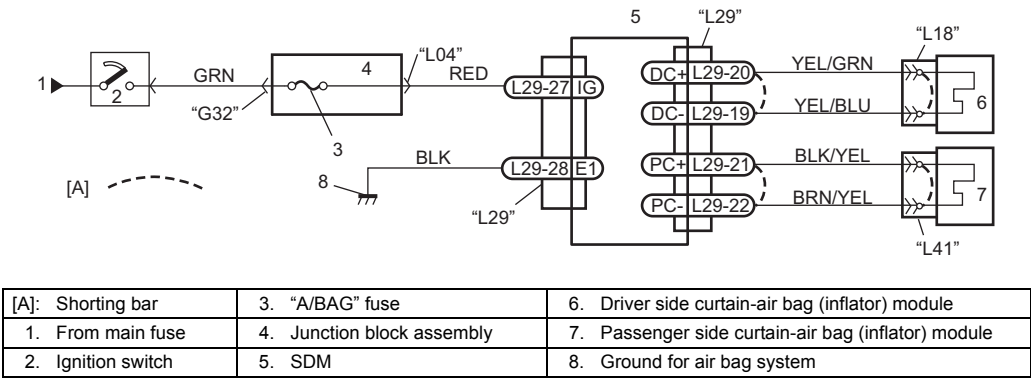 5
"L29"
"L18"
1
2
GRN
"G32"
4
3
"L04"
RED
L29-27 IG
DC+ L29-20
YEL/GRN
DC- L29-19
YEL/BLU
6
[A]
8
BLK
L29-28 E1
"L29"
PC+ L29-21
BLK/YEL
PC- L29-22
BRN/YEL
7
"L41"
[A]: Shorting bar
3. "A/BAG" fuse
6. Driver side curtain-air bag (inflator) module
1. From main fuse
4. Junction block assembly
7. Passenger side curtain-air bag (inflator) module
2. Ignition switch
5. SDM
8. Ground for air bag system